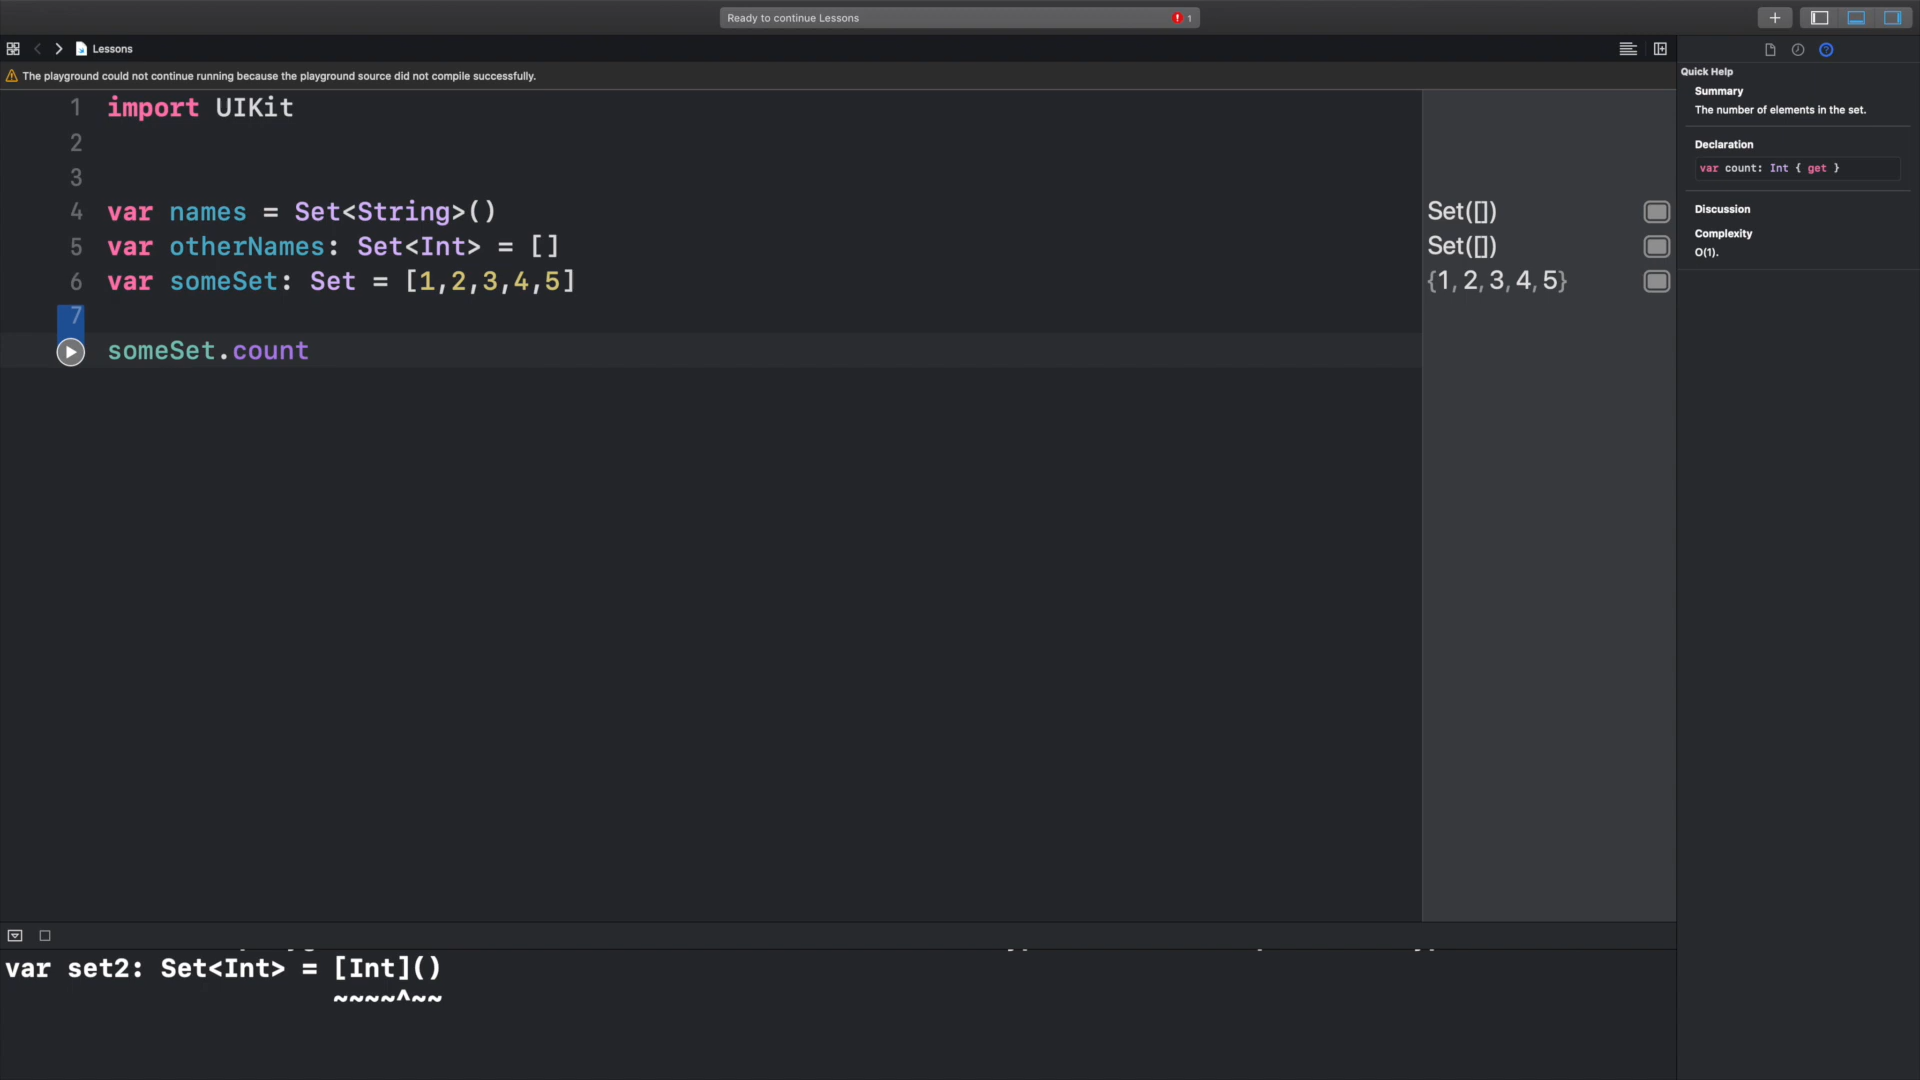 Ready to continue Lessons
1
Lessons
The playground could not continue running because the playground source did not compile successfully.
1 import UIKit
2
3
4 var names = Set<String>()
5 var otherNames: Set<Int> = []
6 var someSet: Set = [1,2,3,4,5]
7
someSet.count
Set([])
Set([])
{1, 2, 3, 4, 5}
Quick Help
Summary
The number of elements in the set.
Declaration
var count: Int { get }
Discussion
Complexity
O(1).
var set2: Set<Int> = [Int]()
~~~~^~~